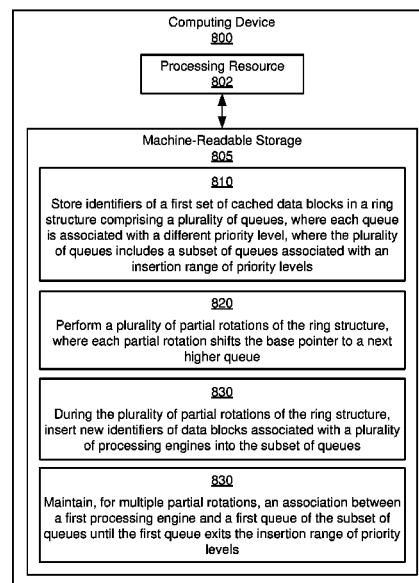 Computing Device
800
Processing Resource
802
Machine-Readable Storage
805
810
Store identifiers of a first set of cached data blocks in a ring
structure comprising a plurality of queues, where each queue
is associated with a different priority level, where the plurality
of queues includes a subset of queues associated with an
insertion range of priority levels
820
Perform a plurality of partial rotations of the ring structure,
where each partial rotation shifts the base pointer to a next
higher queue
830
During the plurality of partial rotations of the ring structure,
insert new identifiers of data blocks associated with a plurality
of processing engines into the subset of queues
830
Maintain, for multiple partial rotations, an association between
a first processing engine and a first queue of the subset of
queues until the first queue exits the insertion range of priority
levels